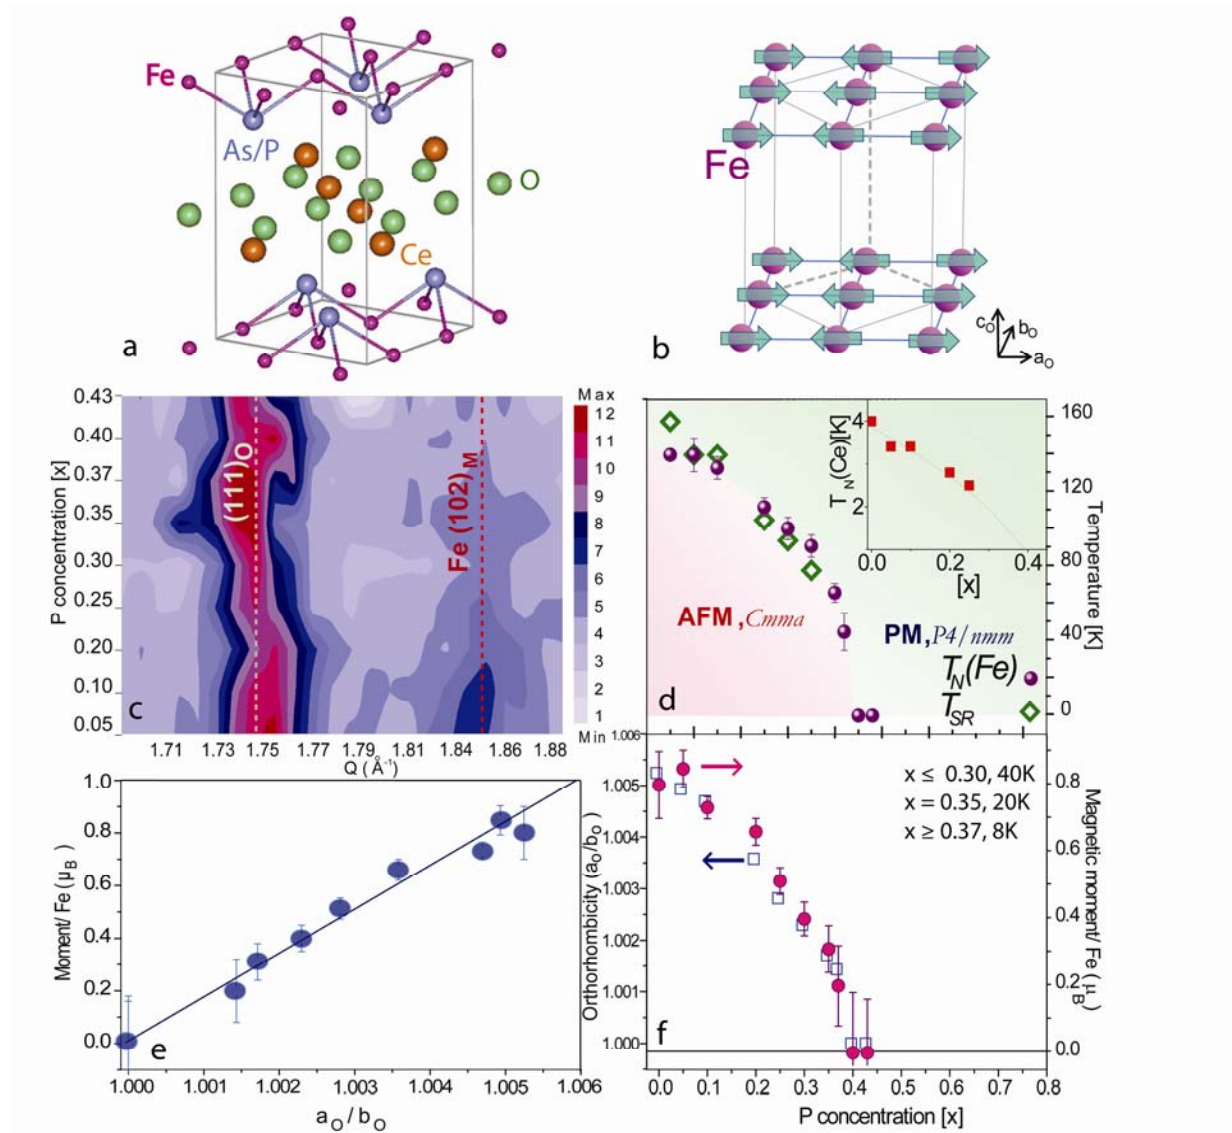 Fe
As/P
O
Ce
a
Fe
c_O
b_O
a_O
b
0.43
0.40
0.37
0.35
0.30
0.25
0.20
0.10
0.05
P concentration [x]
(111)_O
Fe (102)_M
c
1.71 1.73 1.75 1.77 1.79 1.81 1.84 1.86 1.88
Q (Å⁻¹)
Max
12
11
10
9
8
7
6
5
4
3
2
1
Min
160
120
80
40
0
Temperature [K]
T_N(Ce)[K]
4
2
0.0 0.2 0.4
[x]
AFM, Cmma
PM, P4/nmm
T_N(Fe)
T_SR
d
1.0
0.8
0.6
0.4
0.2
0.0
Moment/ Fe (μ_B)
e
1.000 1.001 1.002 1.003 1.004 1.005 1.006
a_O/b_O
1.006
1.005
1.004
1.003
1.002
1.001
1.000
Orthorhombicity (a_O/b_O)
x ≤ 0.30, 40K
x = 0.35, 20K
x ≥ 0.37, 8K
0.8
0.6
0.4
0.2
0.0
Magnetic moment/ Fe (μ_B)
f
0.0 0.1 0.2 0.3 0.4 0.5 0.6 0.7 0.8
P concentration [x]